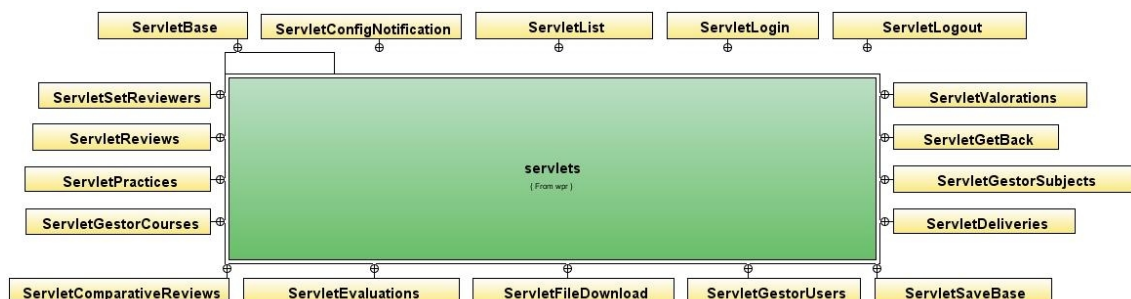 ServletBase
ServletConfigNotification
ServletList
ServletLogin
ServletLogout
ServletSetReviewers
ServletValorations
ServletReviews
ServletGetBack
servlets
{ From wpr }
ServletPractices
ServletGestorSubjects
ServletGestorCourses
ServletDeliveries
ServletComparativeReviews
ServletEvaluations
ServletFileDownload
ServletGestorUsers
ServletSaveBase